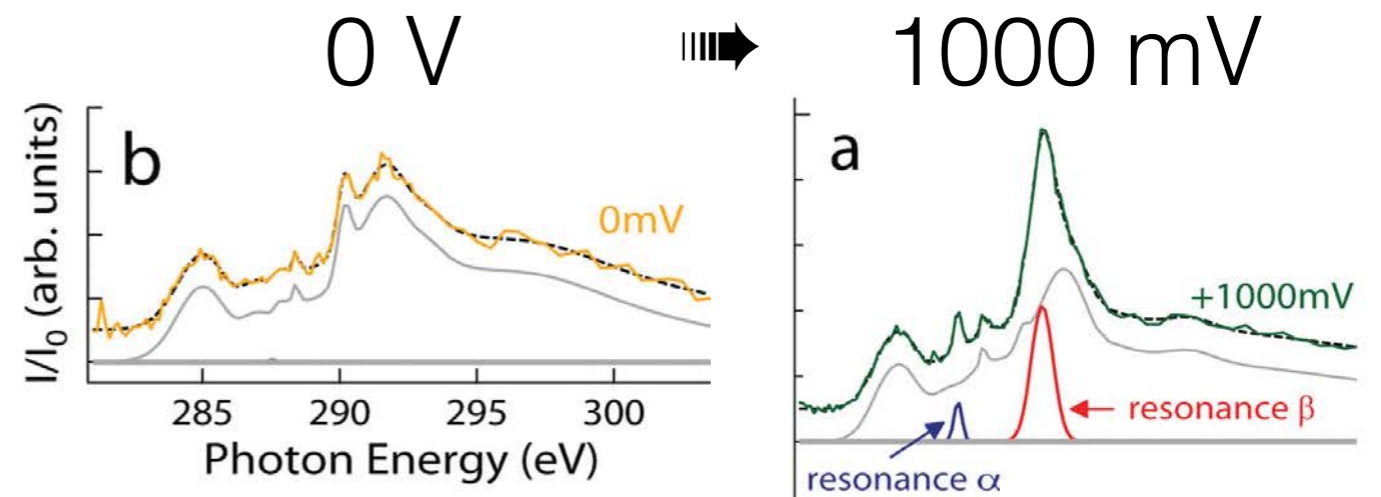 0 V
1000 mV
I/I0 (arb. units)
b
0mV
285 290 295 300
Photon Energy (eV)
a
+1000mV
resonance β
resonance α